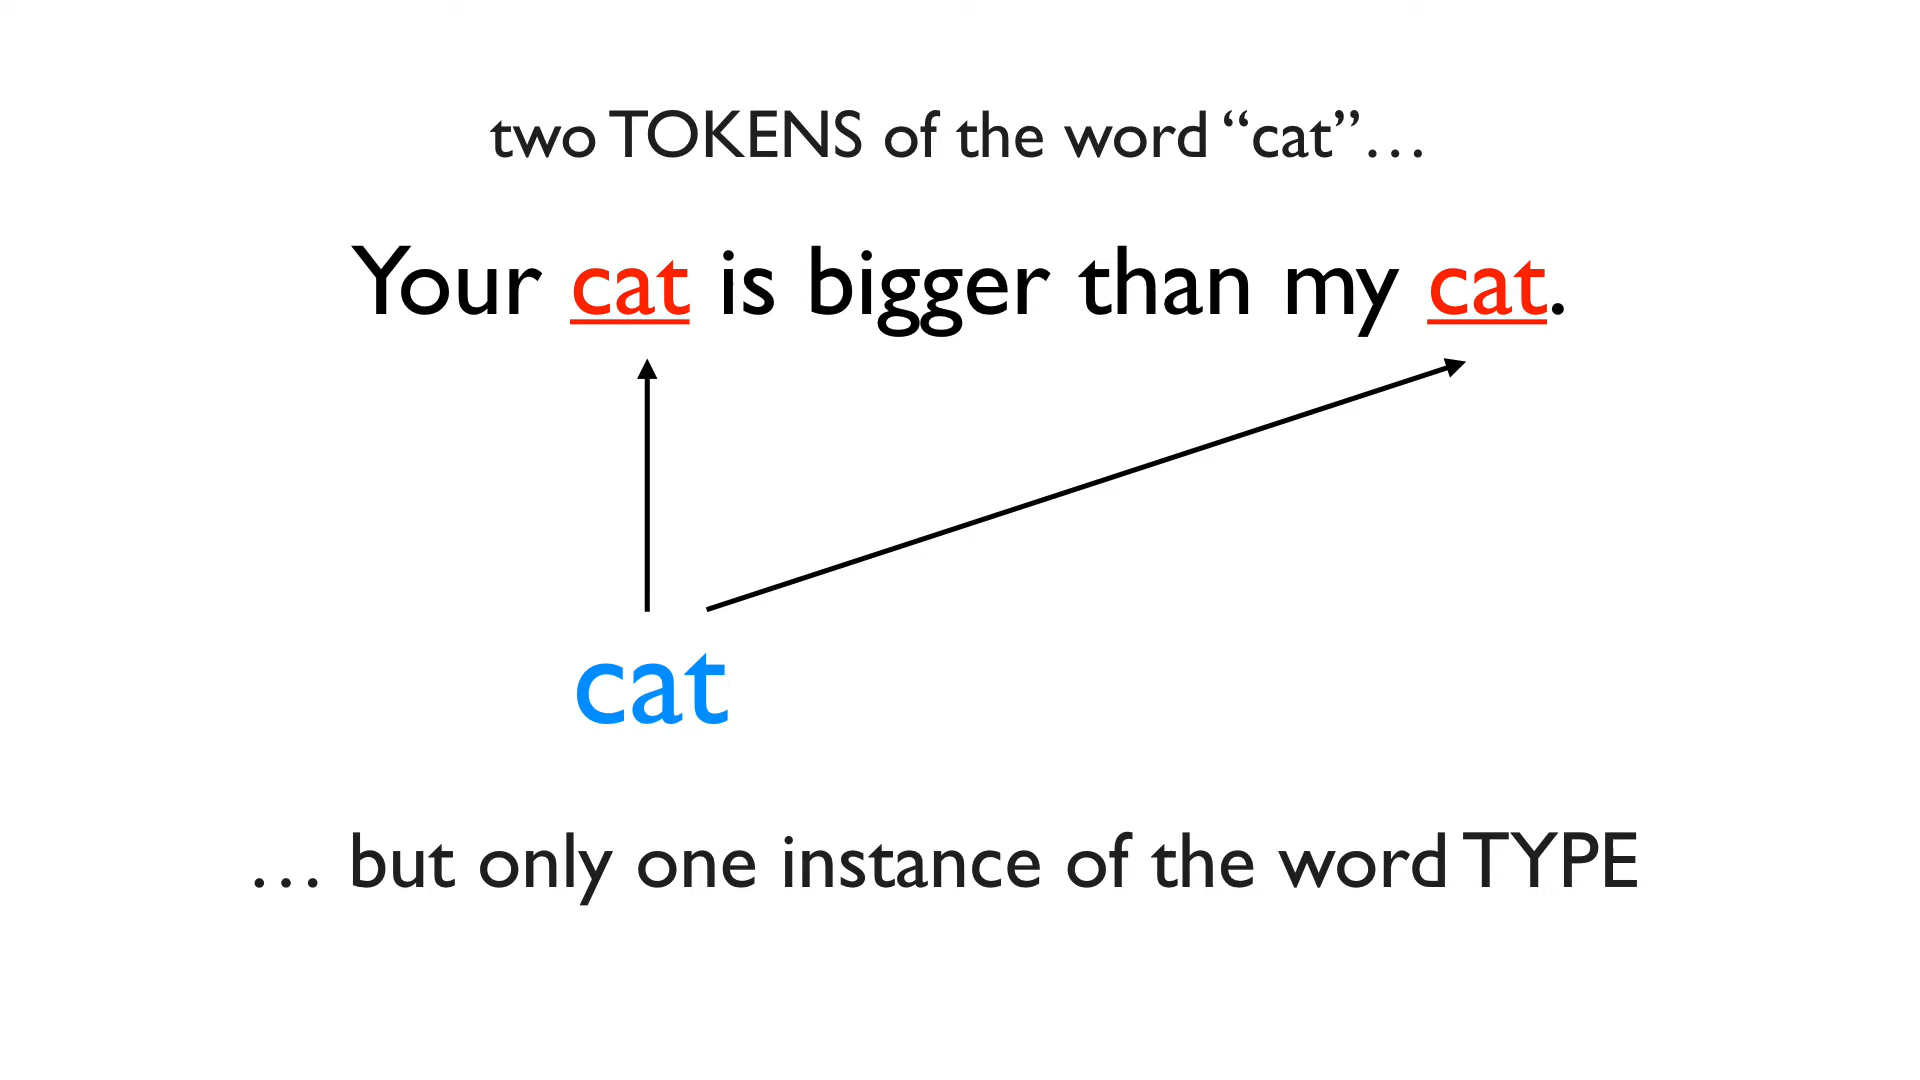 two TOKENS of the word “cat”…
Your cat is bigger than my cat.
cat
… but only one instance of the word TYPE